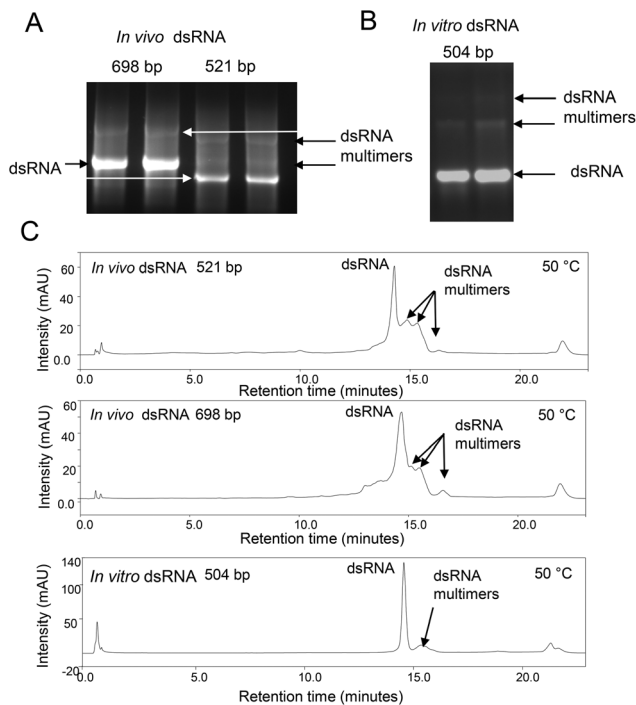 A
In vivo dsRNA
698 bp 521 bp
dsRNA
dsRNA
multimers
B
In vitro dsRNA
504 bp
dsRNA
multimers
dsRNA
C
In vivo dsRNA 521 bp
dsRNA
dsRNA
multimers
50 °C
Intensity (mAU)
60
40
20
0.0
0.0 5.0 10.0 15.0 20.0
Retention time (minutes)
In vivo dsRNA 698 bp
dsRNA
dsRNA
multimers
50 °C
Intensity (mAU)
60
40
20
0.0
0.0 5.0 10.0 15.0 20.0
Retention time (minutes)
In vitro dsRNA 504 bp
dsRNA
dsRNA
multimers
50 °C
Intensity (mAU)
140
100
50
-20
0.0 5.0 10.0 15.0 20.0
Retention time (minutes)